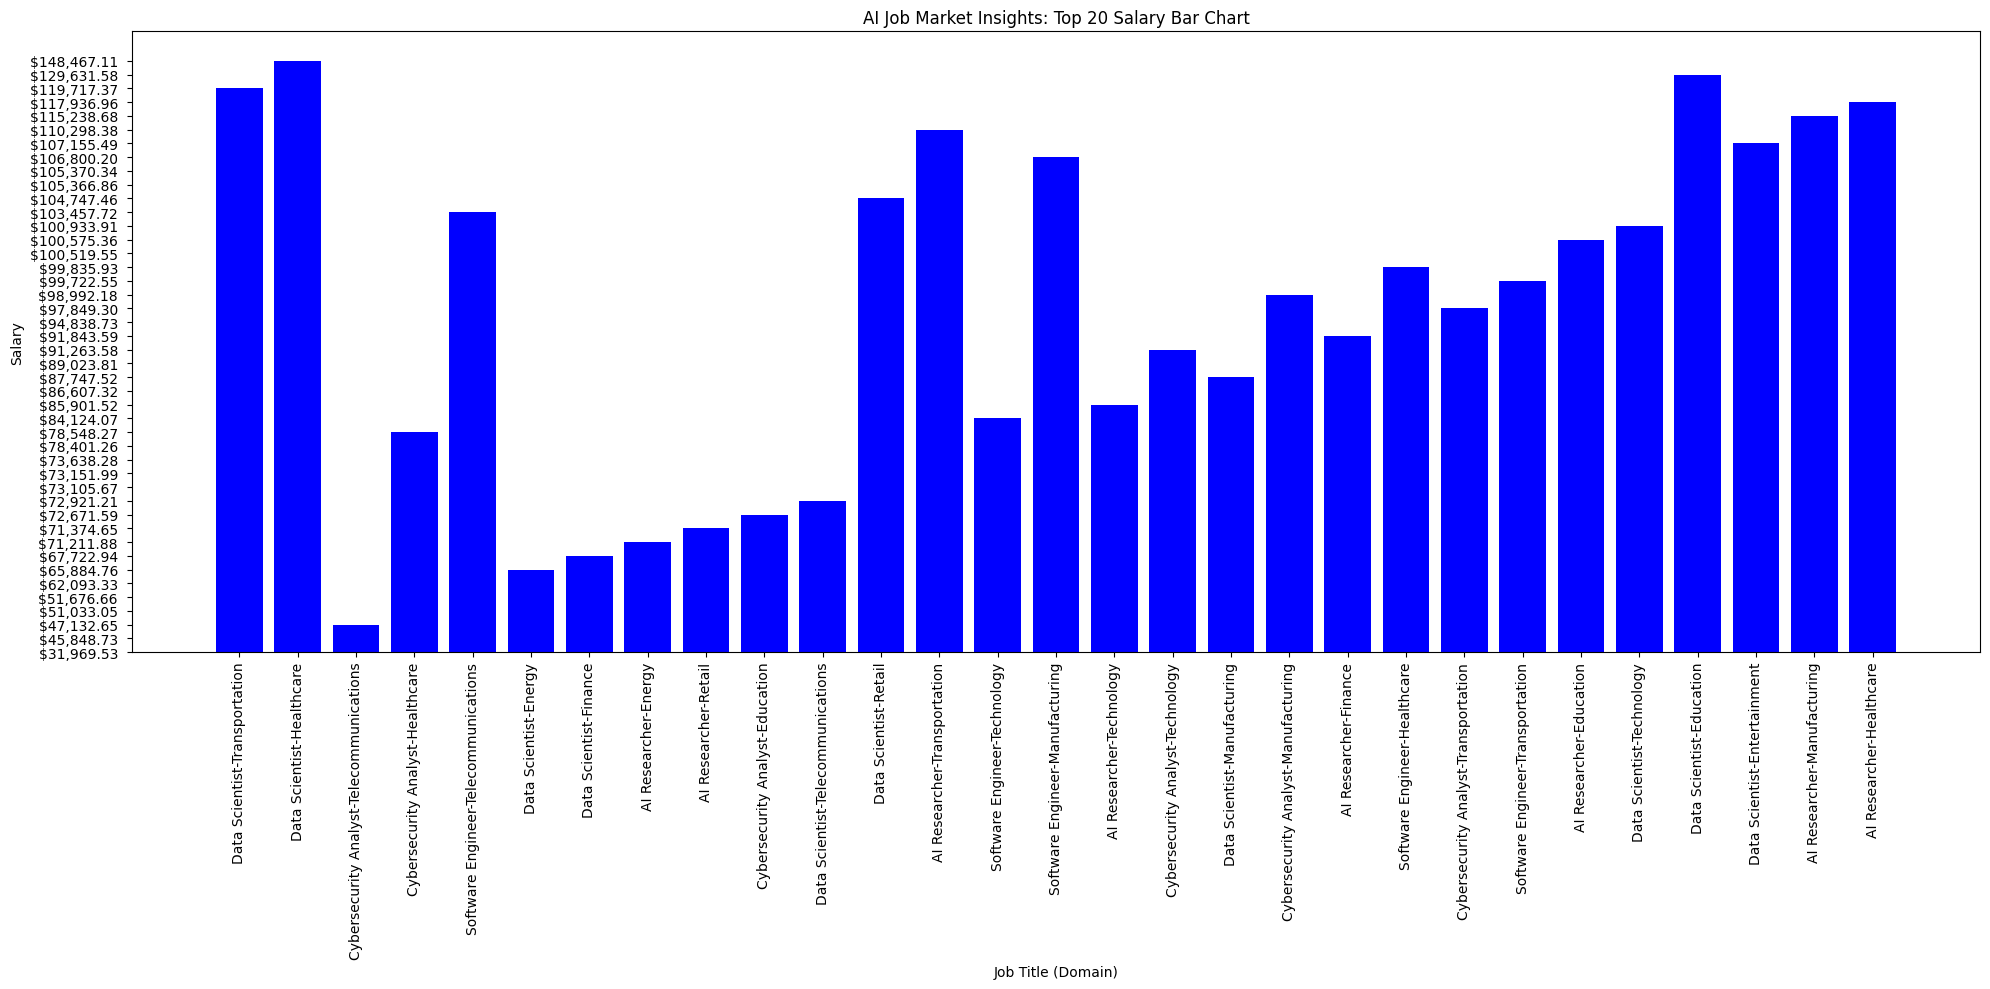 AI Job Market Insights: Top 20 Salary Bar Chart
Salary
$148,467.11
$129,631.58
$119,717.37
$117,936.96
$115,238.68
$110,298.38
$107,155.49
$106,800.20
$105,370.34
$105,366.86
$104,747.46
$103,457.72
$100,933.91
$100,575.36
$100,519.55
$99,835.93
$99,722.55
$98,992.18
$97,849.30
$94,838.73
$91,843.59
$91,263.58
$89,023.81
$87,747.52
$86,607.32
$85,901.52
$84,124.07
$78,548.27
$78,401.26
$73,638.28
$73,151.99
$73,105.67
$72,921.21
$72,671.59
$71,374.65
$71,211.88
$67,722.94
$65,884.76
$62,093.33
$51,676.66
$51,033.05
$47,132.65
$45,848.73
$31,969.53
Data Scientist-Transportation
Data Scientist-Healthcare
Cybersecurity Analyst-Telecommunications
Cybersecurity Analyst-Healthcare
Software Engineer-Telecommunications
Data Scientist-Energy
Data Scientist-Finance
AI Researcher-Energy
AI Researcher-Retail
Cybersecurity Analyst-Education
Data Scientist-Telecommunications
Data Scientist-Retail
AI Researcher-Transportation
Software Engineer-Technology
Software Engineer-Manufacturing
AI Researcher-Technology
Cybersecurity Analyst-Technology
Data Scientist-Manufacturing
Cybersecurity Analyst-Manufacturing
AI Researcher-Finance
Software Engineer-Healthcare
Cybersecurity Analyst-Transportation
Software Engineer-Transportation
AI Researcher-Education
Data Scientist-Technology
Data Scientist-Education
Data Scientist-Entertainment
AI Researcher-Manufacturing
AI Researcher-Healthcare
Job Title (Domain)